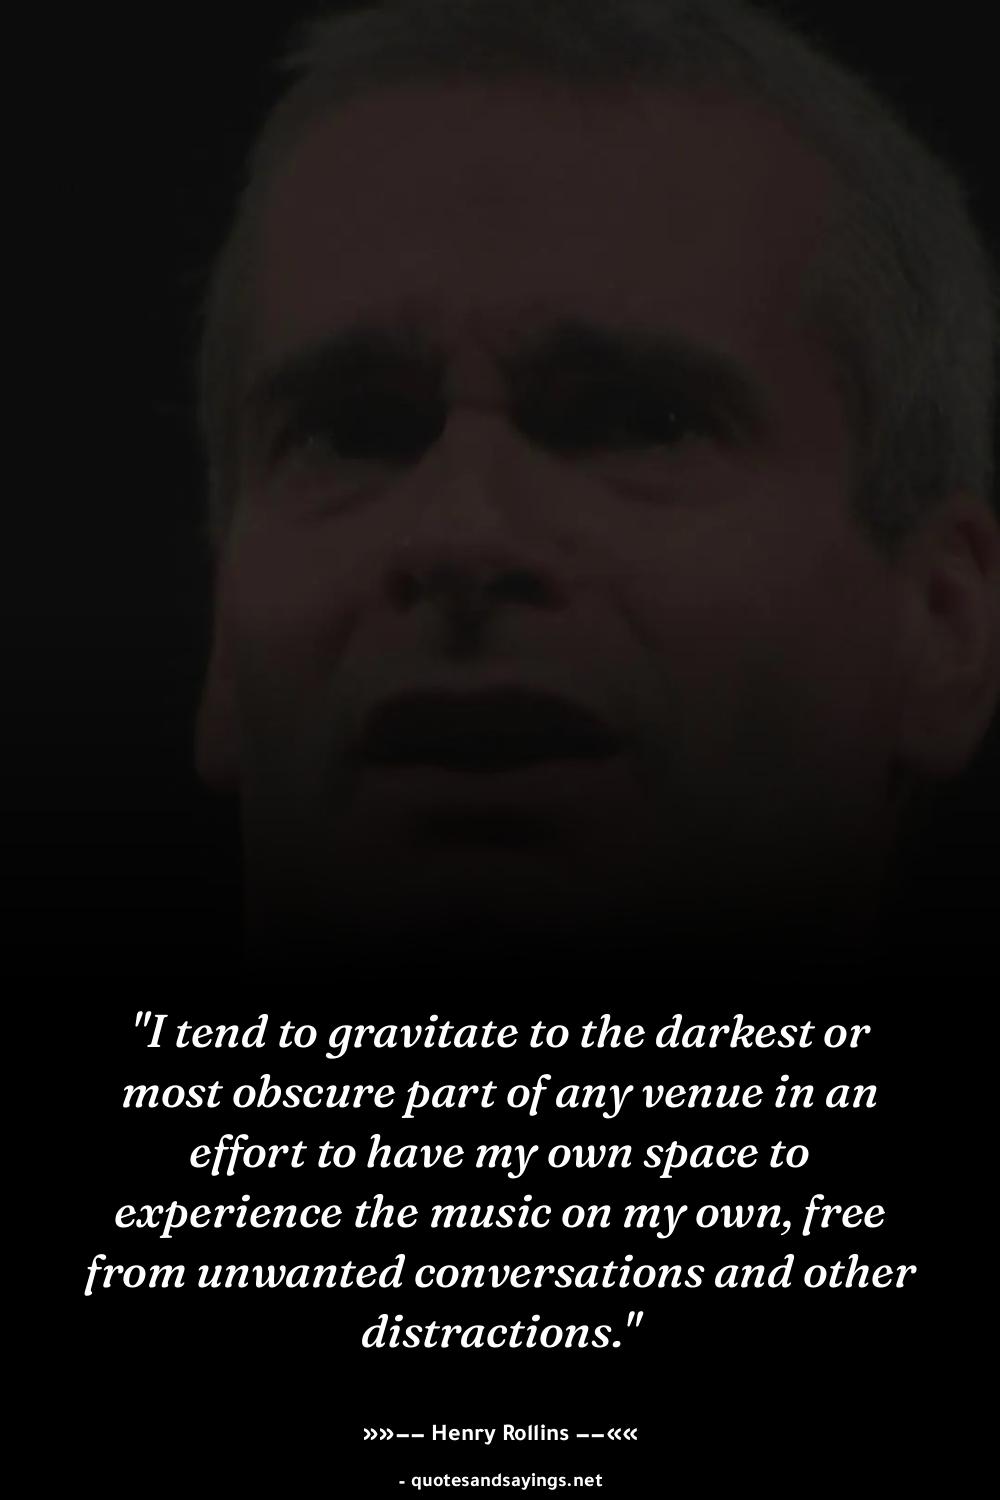 "I tend to gravitate to the darkest or
most obscure part of any venue in an
effort to have my own space to
experience the music on my own, free
from unwanted conversations and other
distractions."
»»–– Henry Rollins ––««
- quotesandsayings.net